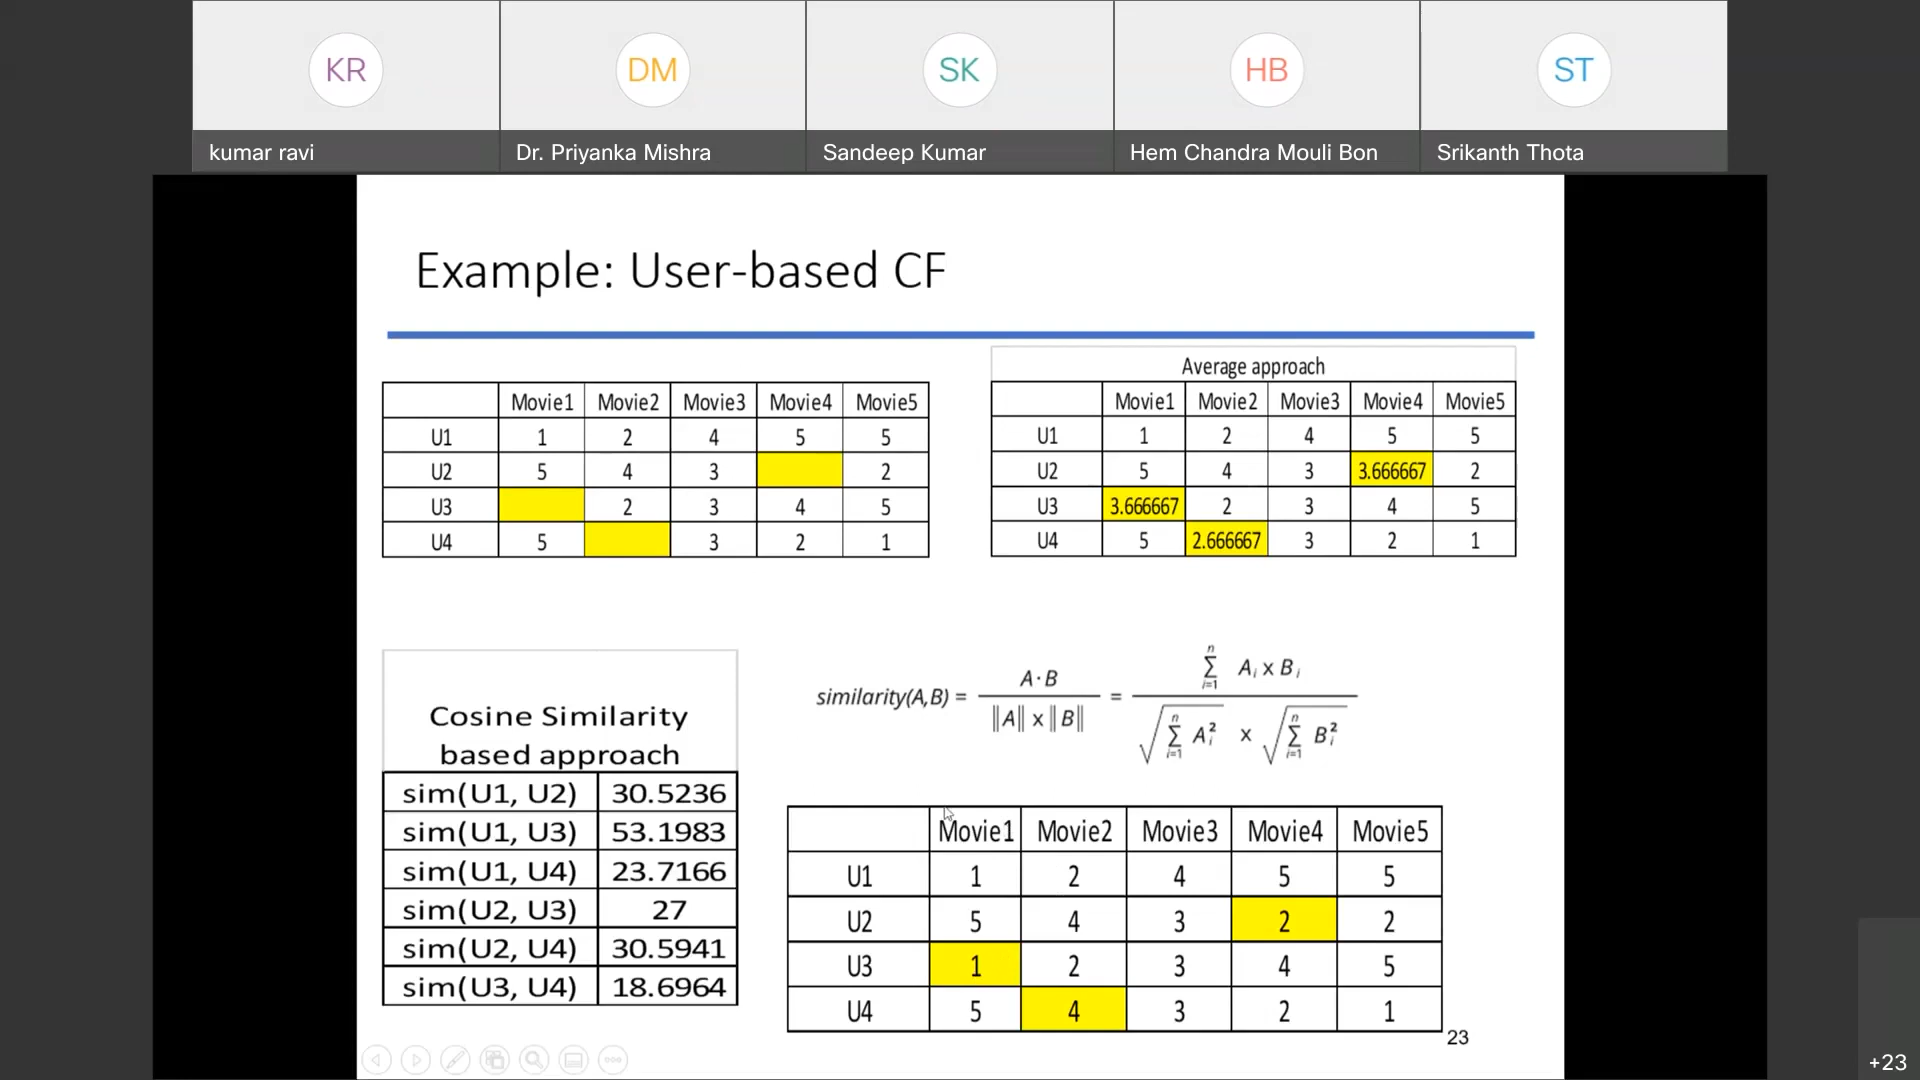 KR DM SK HB ST
kumar ravi Dr. Priyanka Mishra Sandeep Kumar Hem Chandra Mouli Bon Srikanth Thota
Example: User-based CF
Movie1 Movie2 Movie3 Movie4 Movie5
U1 1 2 4 5 5
U2 5 4 3 2
U3 2 3 4 5
U4 5 3 2 1
Average approach
Movie1 Movie2 Movie3 Movie4 Movie5
U1 1 2 4 5 5
U2 5 4 3 3.666667 2
U3 3.666667 2 3 4 5
U4 5 2.666667 3 2 1
Cosine Similarity
based approach
sim(U1, U2) 30.5236
sim(U1, U3) 53.1983
sim(U1, U4) 23.7166
sim(U2, U3) 27
sim(U2, U4) 30.5941
sim(U3, U4) 18.6964
similarity(A,B) = A·B / ‖A‖ x ‖B‖ = n Σ i=1 Ai x Bi / √ n Σ i=1 Ai² x √ n Σ i=1 Bi²
Movie1 Movie2 Movie3 Movie4 Movie5
U1 1 2 4 5 5
U2 5 4 3 2 2
U3 1 2 3 4 5
U4 5 4 3 2 1
23
+23